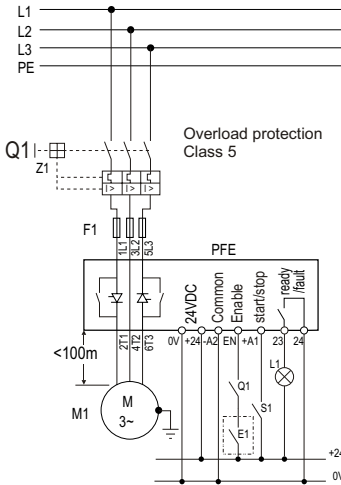 L1
L2
L3
PE
Q1
Z1
Overload protection
Class 5
I>
I>
I>
F1
1L1
3L2
5L3
PFE
24VDC
Common
Enable
start/stop
ready
/fault
<100m
2T1
4T2
6T3
0V
+24
-A2
EN
+A1
23
24
L1
Q1
S1
E1
M1
M
3~
+24
0V